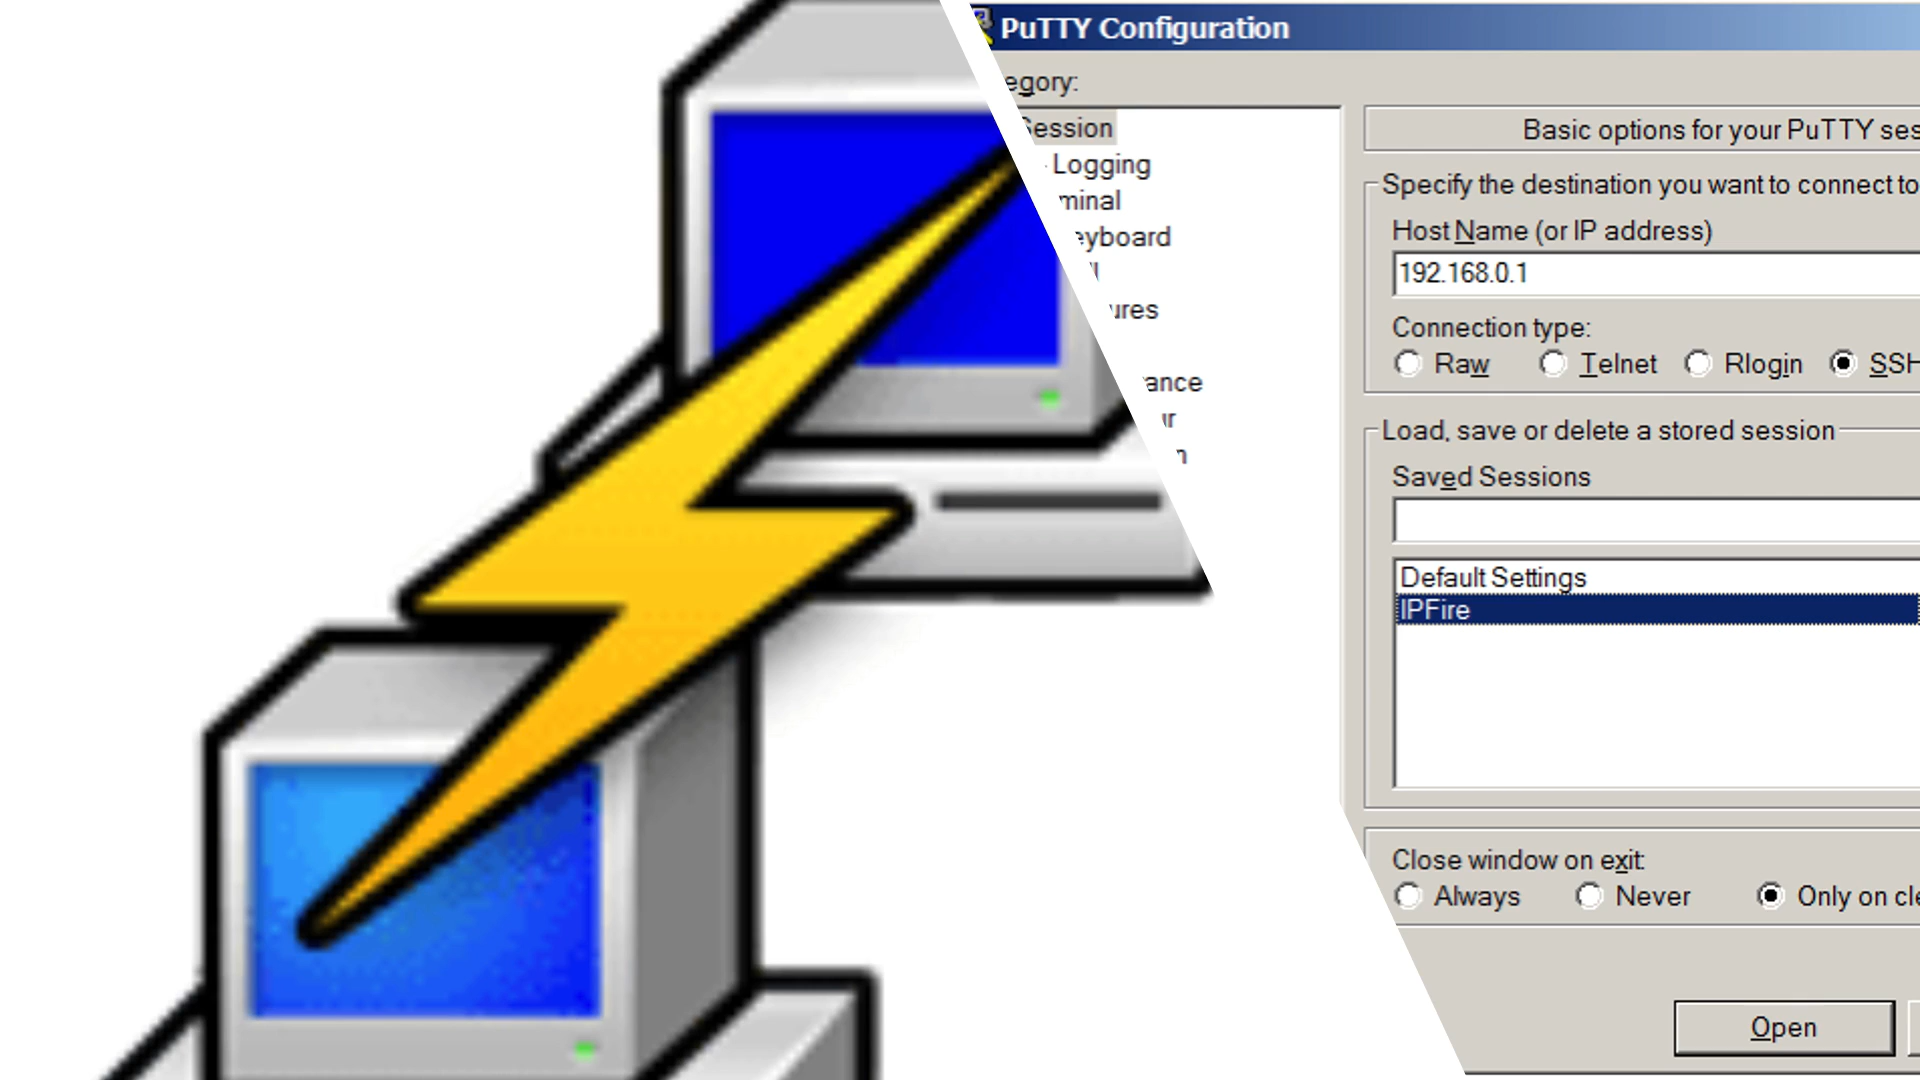 PuTTY Configuration
egory:
Session
Logging
minal
eyboard
ures
rance
Basic options for your PuTTY ses
Specify the destination you want to connect to
Host Name (or IP address)
192.168.0.1
Connection type:
Raw Telnet Rlogin SSH
Load, save or delete a stored session
Saved Sessions
Default Settings
IPFire
Close window on exit:
Always Never Only on cle
Open